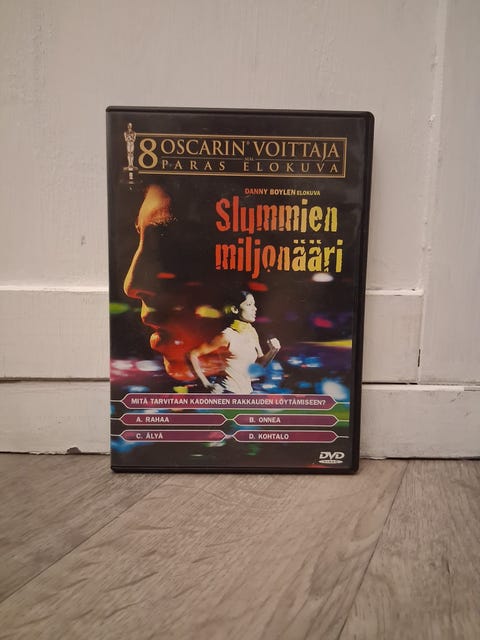 8 OSCARIN® VOITTAJA
PARAS ELOKUVA
DANNY BOYLEN ELOKUVA
Slummien
miljonääri
MITÄ TARVITAAN KADONNEEN RAKKAUDEN LÖYTÄMISEEN?
A. RAHAA
B. ONNEA
C. ÄLYÄ
D. KOHTALO
DVD
VIDEO